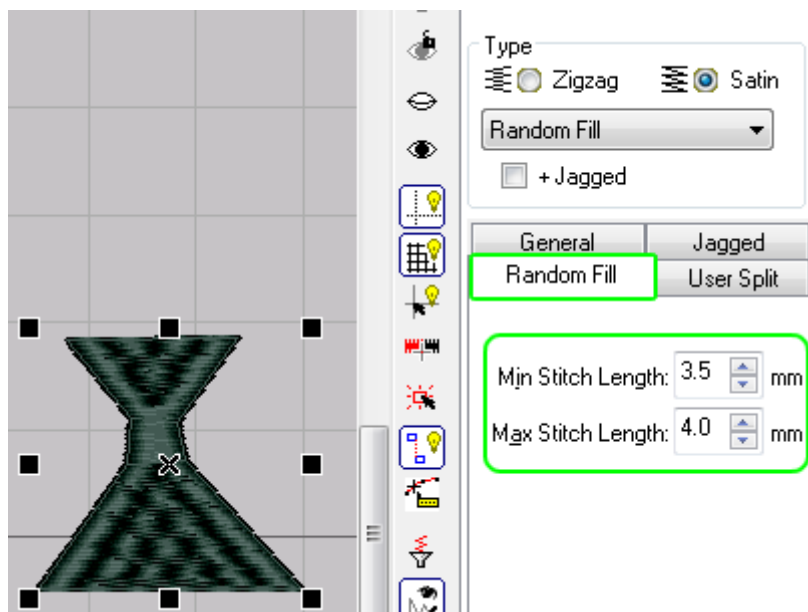 Type
Zigzag Satin
Random Fill
+ Jagged
General Jagged
Random Fill User Split
Min Stitch Length: 3.5 mm
Max Stitch Length: 4.0 mm